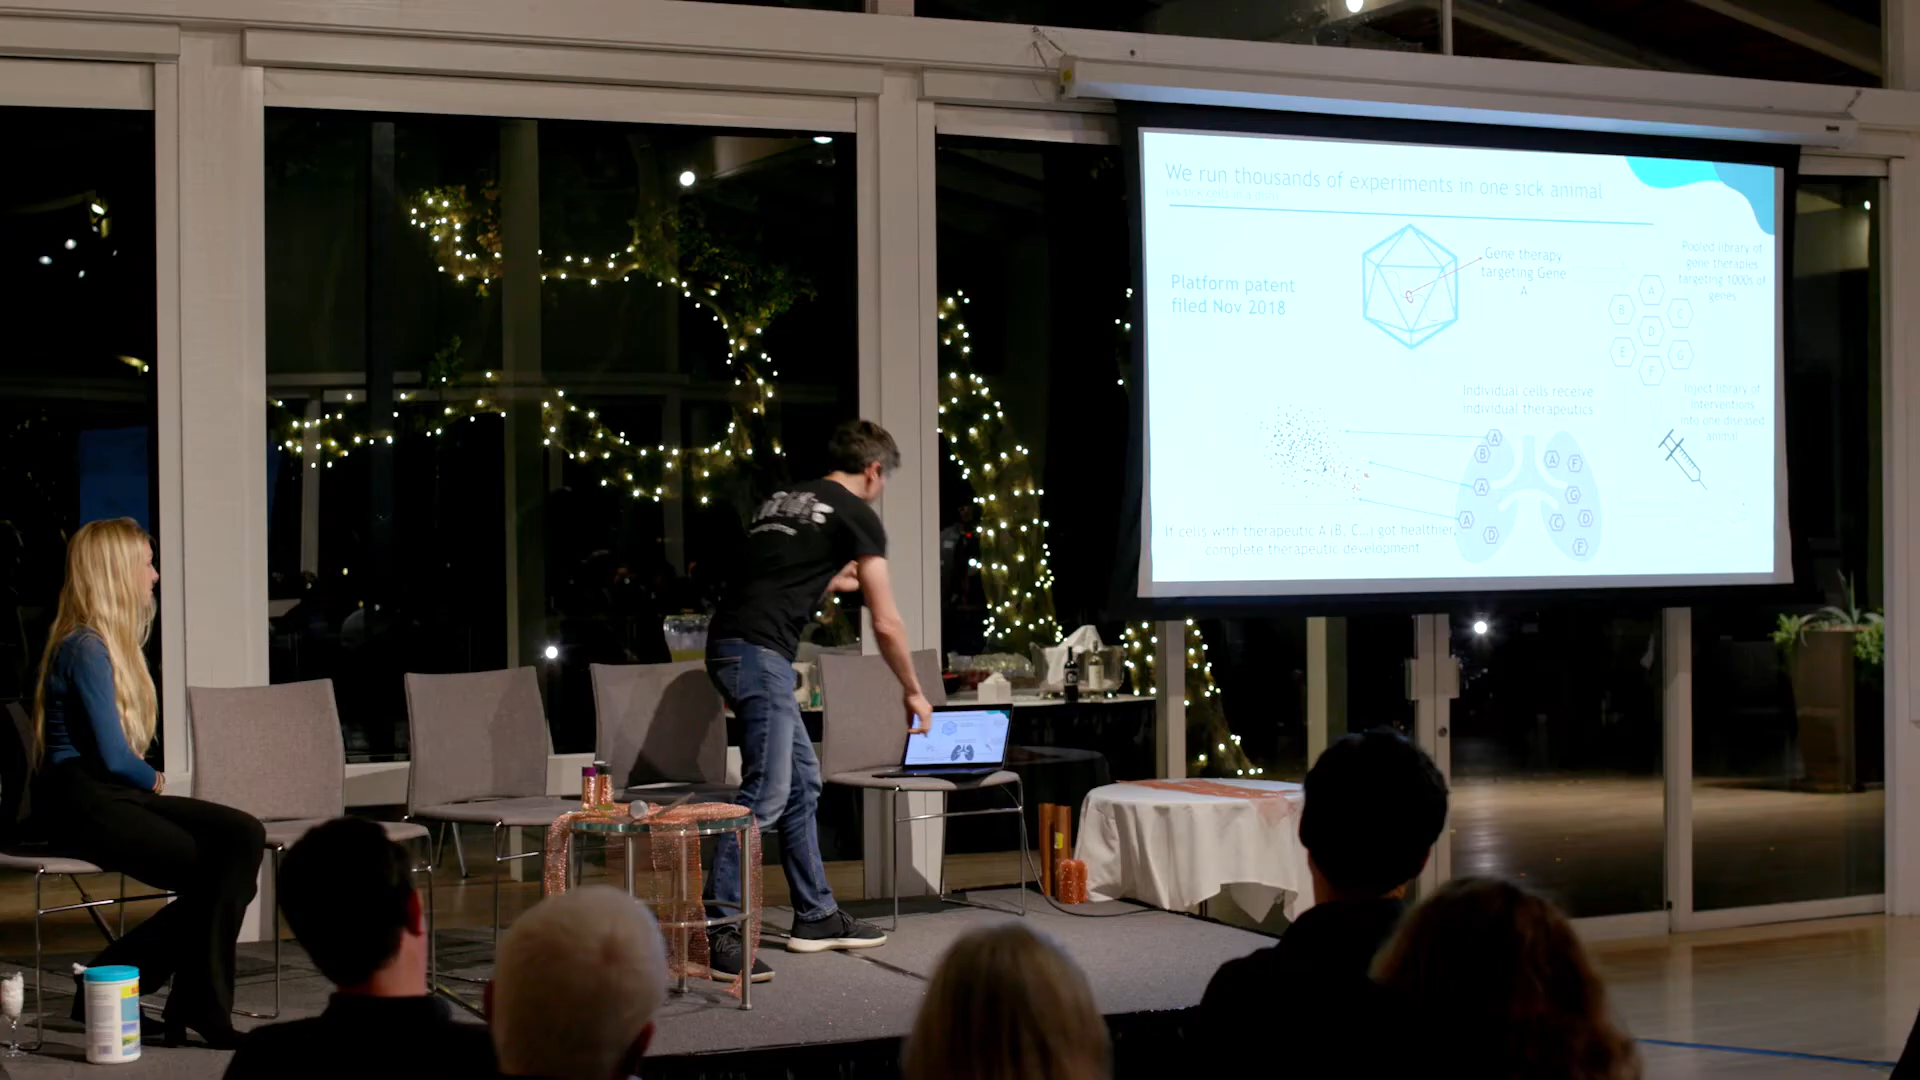 We run thousands of experiments in one sick animal
Platform patent
filed Nov 2018
Gene therapy
targeting Gene
A
Pooled library of
gene therapies
targeting 1000s of
genes
A
B
C
D
E
G
F
Individual cells receive
individual therapeutics
Inject library of
interventions
into one diseased
animal
A
B
A
A
D
A
F
G
D
C
F
If cells with therapeutic A (B, C...) got healthier,
complete therapeutic development